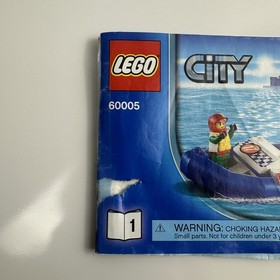 LEGO CITY
60005
1
WARNING: CHOKING HAZA
Small parts. Not for children under 3 y